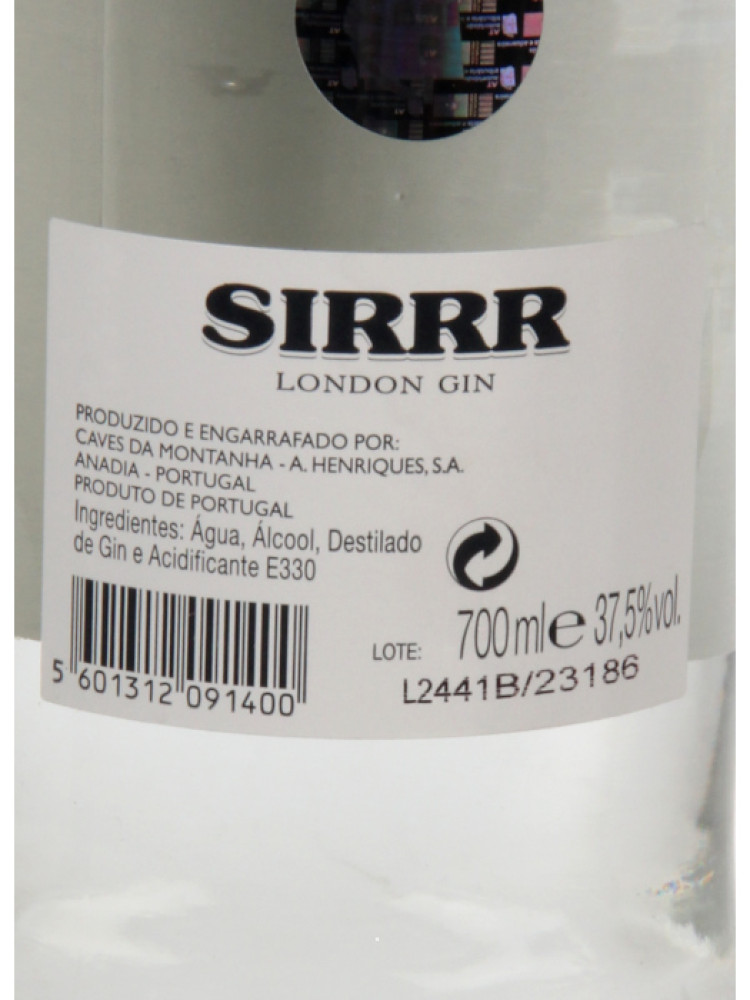 SIRRR
LONDON GIN
PRODUZIDO E ENGARRAFADO POR:
CAVES DA MONTANHA - A. HENRIQUES, S.A.
ANADIA - PORTUGAL
PRODUTO DE PORTUGAL
Ingredientes: Água, Álcool, Destilado
de Gin e Acidificante E330
700 ml e 37,5%vol.
LOTE:
L2441B/23186
5 601312 091400